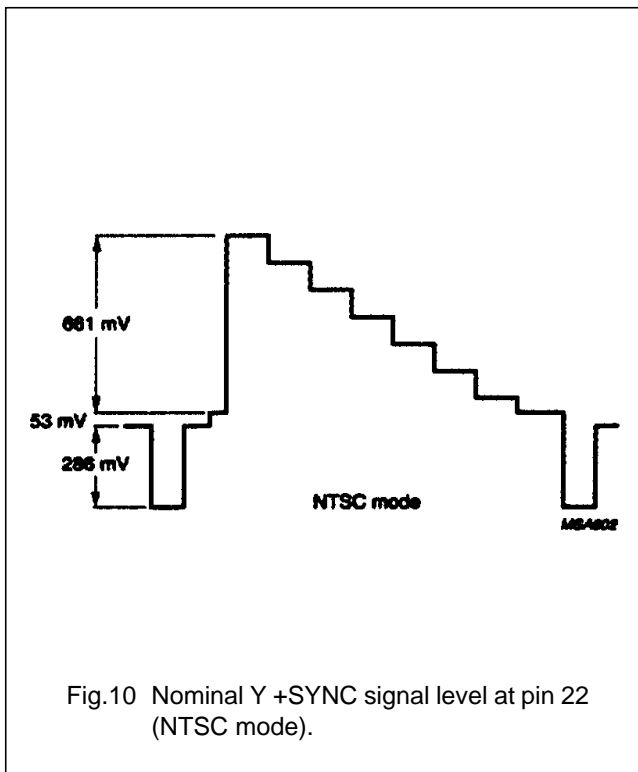 661 mV
53 mV
286 mV
NTSC mode
MSA902
Fig.10 Nominal Y +SYNC signal level at pin 22
(NTSC mode).